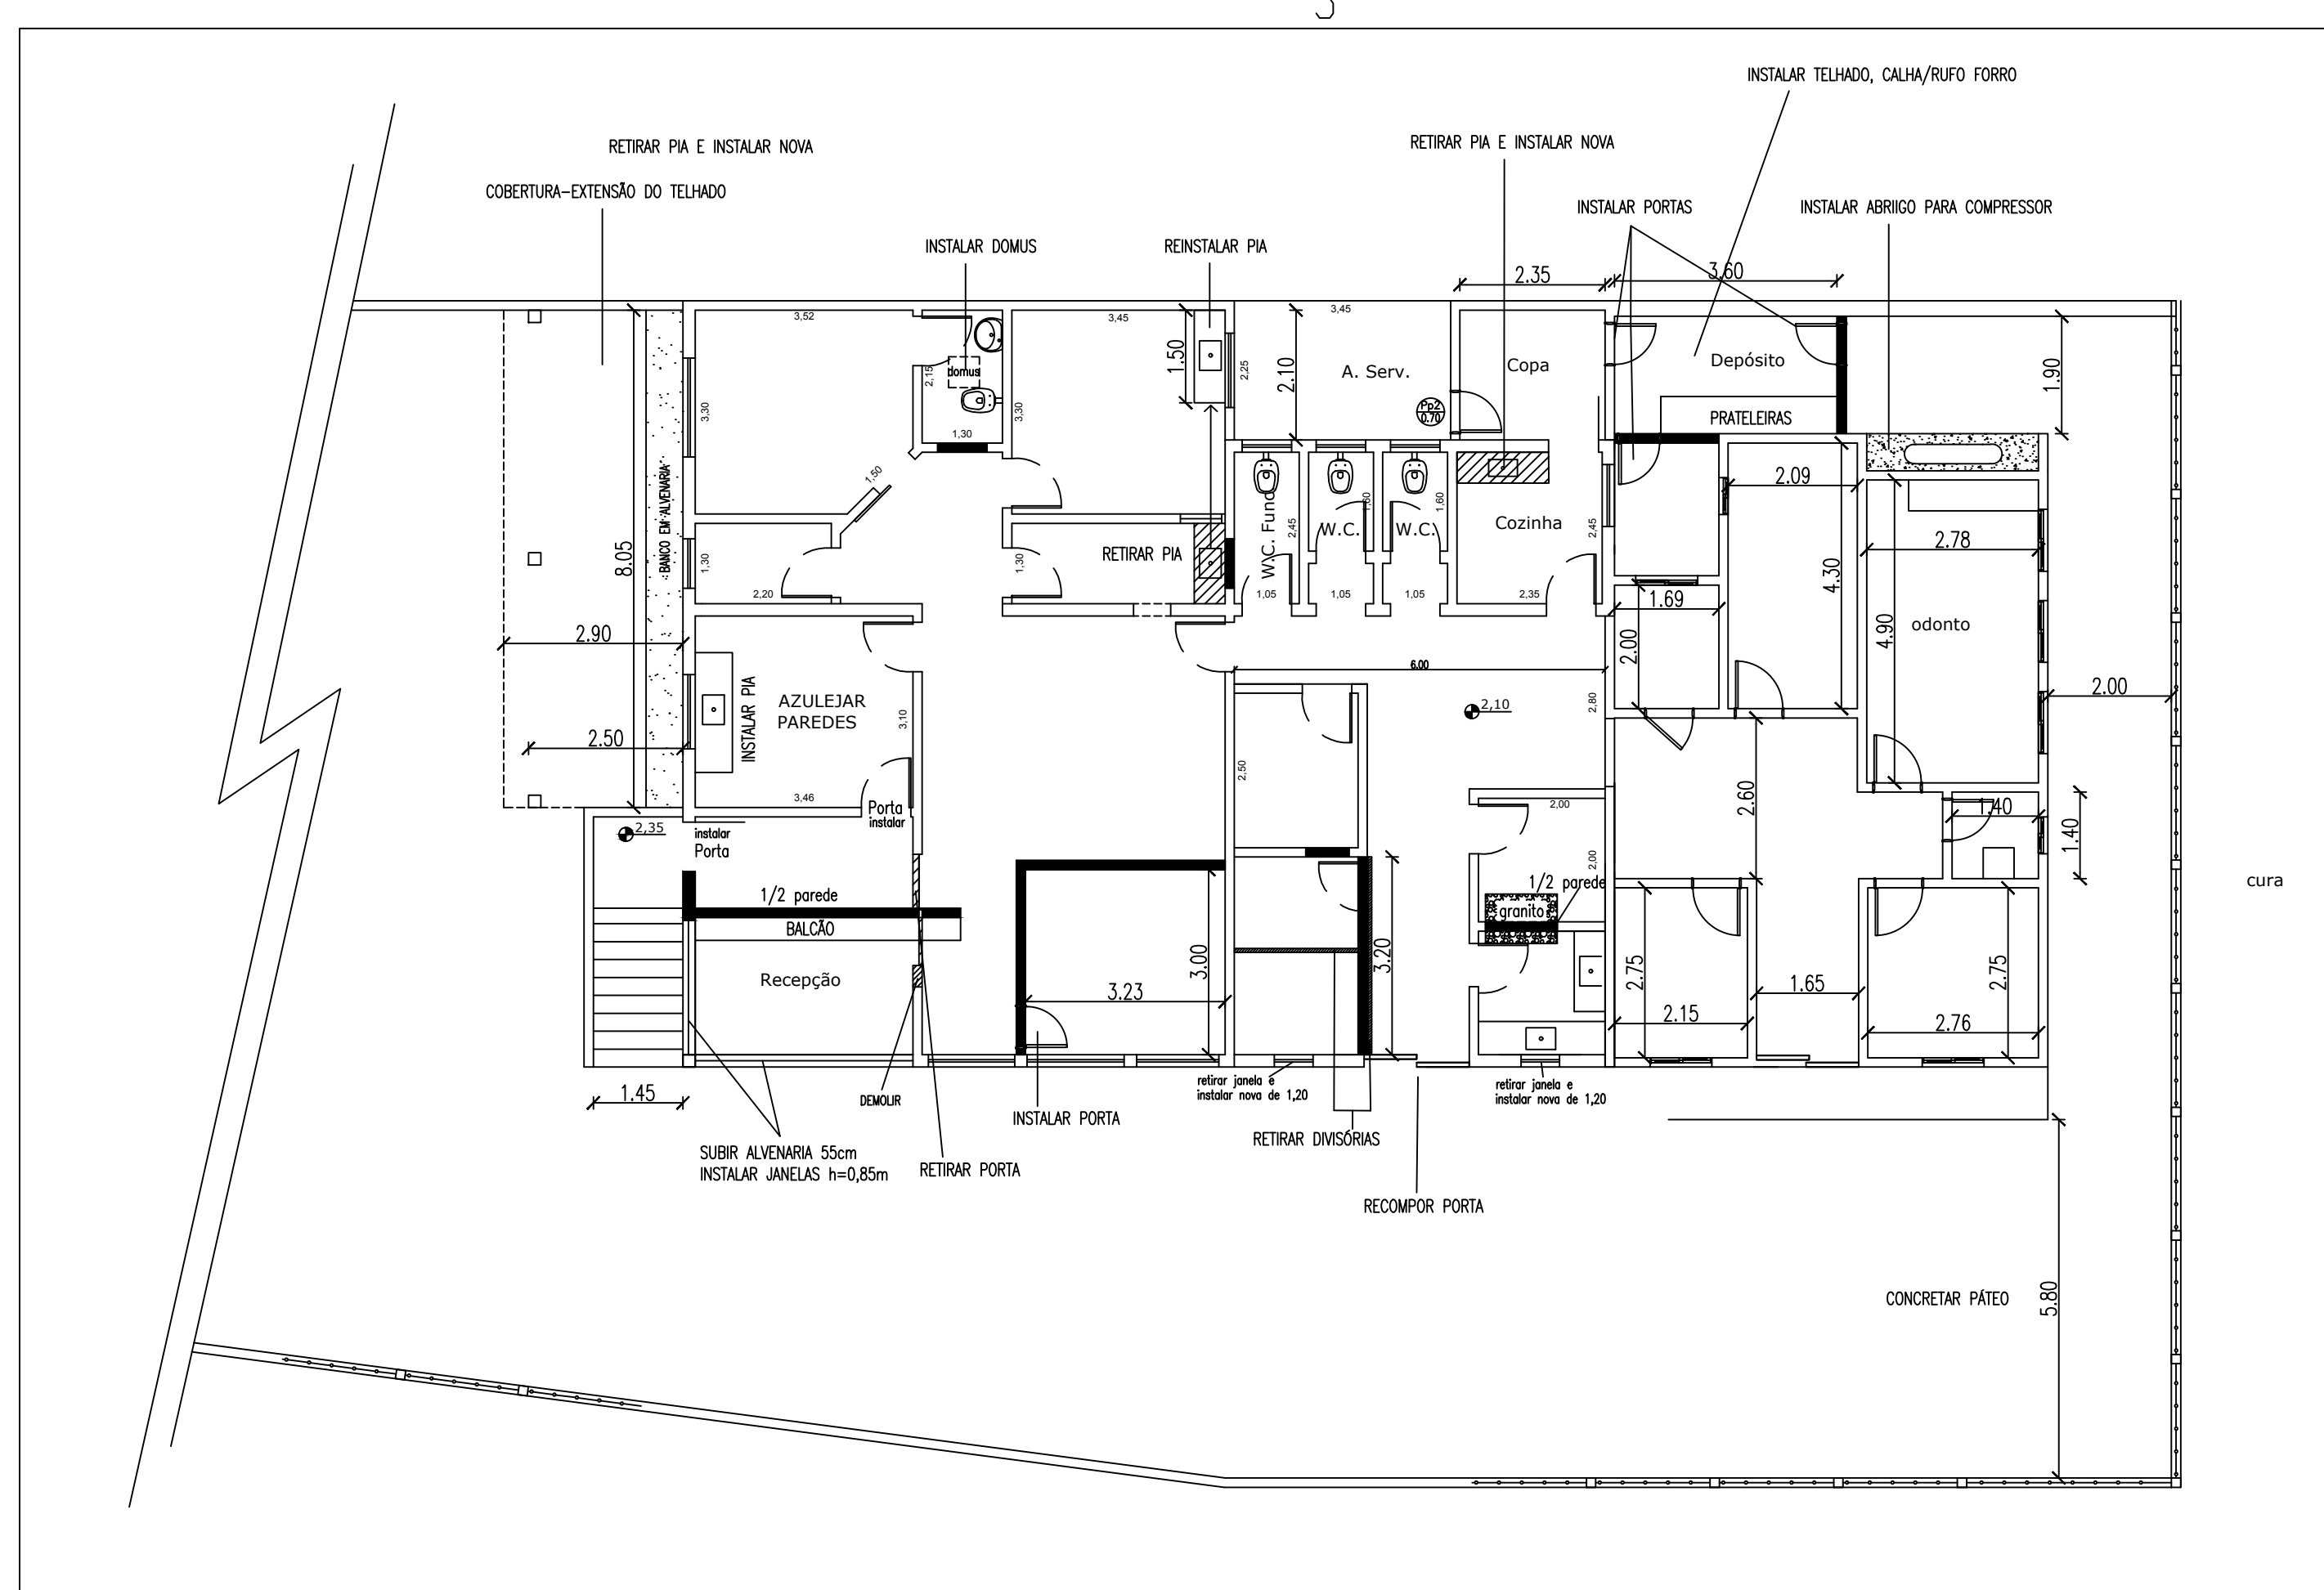 INSTALAR TELHADO, CALHA/RUFO FORRO
RETIRAR PIA E INSTALAR NOVA
RETIRAR PIA E INSTALAR NOVA
COBERTURA-EXTENSÃO DO TELHADO
INSTALAR PORTAS
INSTALAR ABRIIGO PARA COMPRESSOR
INSTALAR DOMUS
REINSTALAR PIA
2.35
3.60
3,52
3,45
3,45
1.50
2,25
2.10
A. Serv.
Copa
Depósito
1.90
2,15
domus
3,30
3,30
1,30
Pp2
0.70
PRATELEIRAS
1,50
2.09
BANCO EM ALVENARIA
8.05
W.C. Func
2,45
W.C.
1,60
W.C.
1,60
Cozinha
2,45
2.78
1,30
1,30
RETIRAR PIA
4.30
2,20
1,05
1,05
1,05
2,35
1.69
4.90
odonto
2.90
2.00
6.00
2.00
INSTALAR PIA
AZULEJAR
PAREDES
3,10
2,10
2,80
2.50
2,50
3,46
Porta
instalar
2,00
2.60
1.40
1.40
2,35
instalar
Porta
2,00
1/2 parede
1/2 parede
cura
BALCÃO
granito
3.00
3.20
Recepção
3.23
2.75
1.65
2.75
2.15
2.76
1.45
DEMOLIR
retirar janela e
instalar nova de 1,20
retirar janela e
instalar nova de 1,20
INSTALAR PORTA
RETIRAR DIVISÓRIAS
SUBIR ALVENARIA 55cm
INSTALAR JANELAS h=0,85m
RETIRAR PORTA
RECOMPOR PORTA
CONCRETAR PÁTEO
5.80